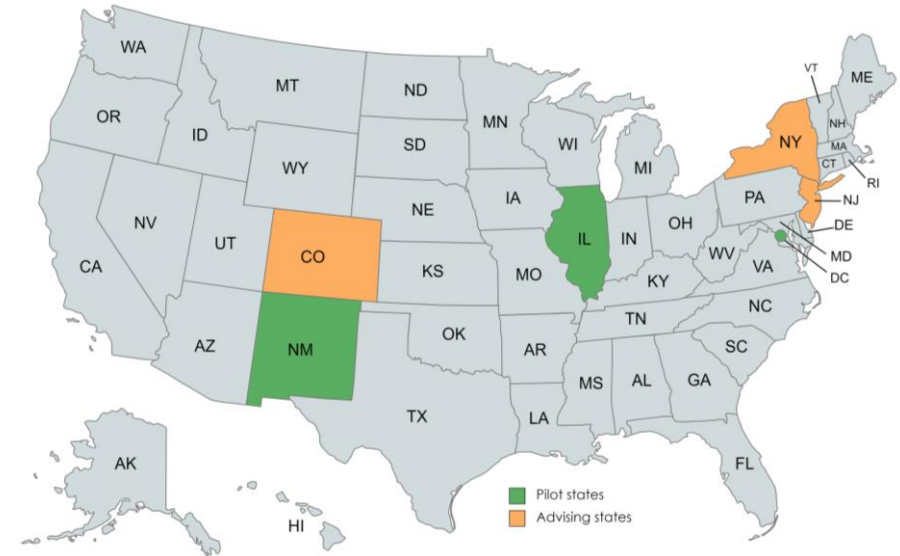 WA
MT
ND
MN
VT
ME
OR
ID
SD
WI
NH
NY
MA
MI
CT
RI
WY
IA
PA
NJ
NE
NV
OH
DE
UT
CO
IL
IN
MD
WV
CA
KS
MO
VA
DC
KY
NC
TN
AZ
NM
OK
AR
SC
MS
AL
GA
TX
LA
AK
FL
HI
Pilot states
Advising states